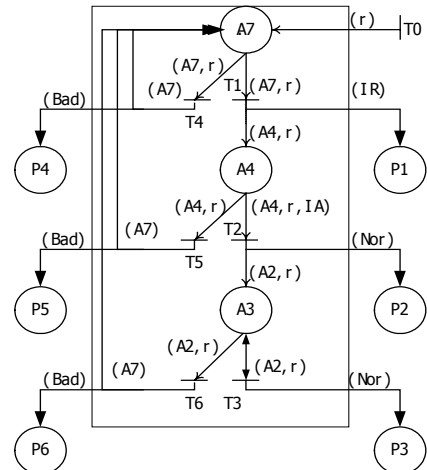 (r)
A7
T0
(A7, r)
(A7)
T1
(A7, r)
(Bad)
(IR)
T4
(A4, r)
P4
A4
P1
(A4, r)
(A4, r, IA)
(Bad)
(A7)
T2
(Nor)
T5
(A2, r)
P5
A3
P2
(A2, r)
(A2, r)
(Bad)
(A7)
(Nor)
T6
T3
P6
P3